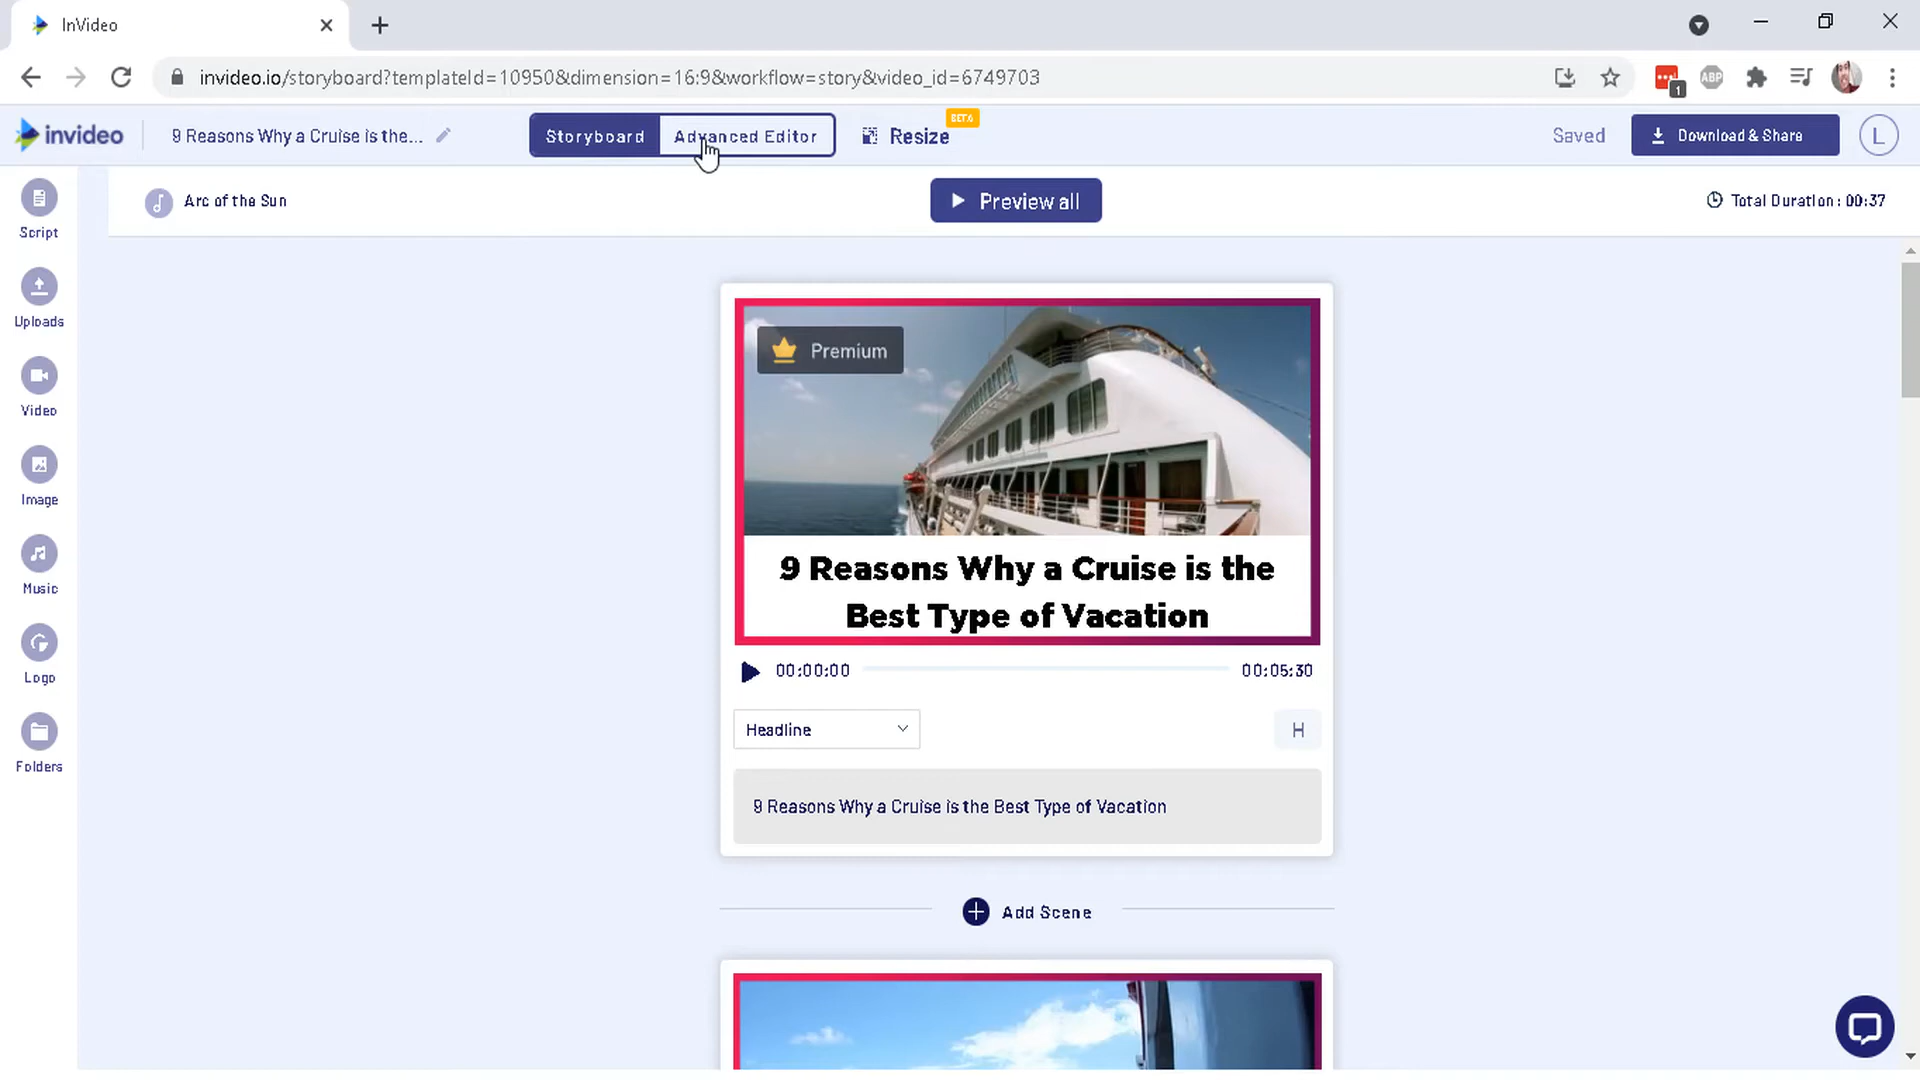 InVideo
invideo.io/storyboard?templateId=10950&dimension=16:9&workflow=story&video_id=6749703
1
ABP
invideo
9 Reasons Why a Cruise is the...
Storyboard
Advanced Editor
Resize
BETA
Saved
Download & Share
L
Arc of the Sun
Preview all
Total Duration : 00:37
Script
Uploads
Video
Image
Music
Logo
Folders
Premium
9 Reasons Why a Cruise is the
Best Type of Vacation
00:00:00
00:05:30
Headline
H
9 Reasons Why a Cruise is the Best Type of Vacation
Add Scene